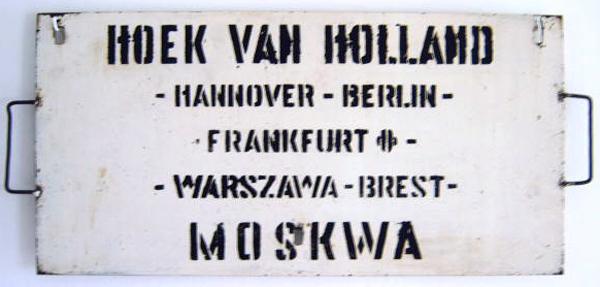 HOEK VAN HOLLAND
- HANNOVER - BERLIN -
- FRANKFURT -
- WARSZAWA - BREST -
MOSKWA